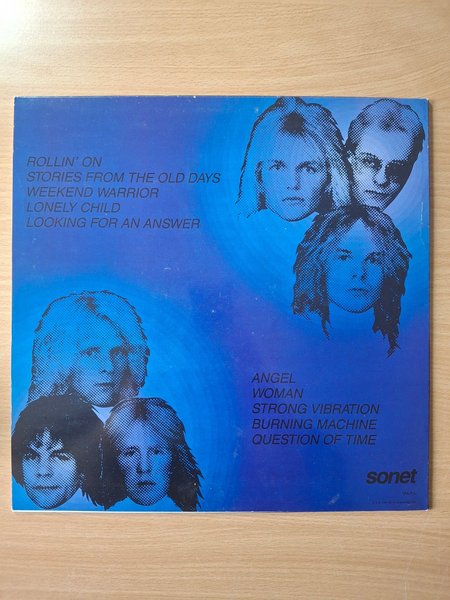 ROLLIN' ON
STORIES FROM THE OLD DAYS
WEEKEND WARRIOR
LONELY CHILD
LOOKING FOR AN ANSWER
ANGEL
WOMAN
STRONG VIBRATION
BURNING MACHINE
QUESTION OF TIME
sonet